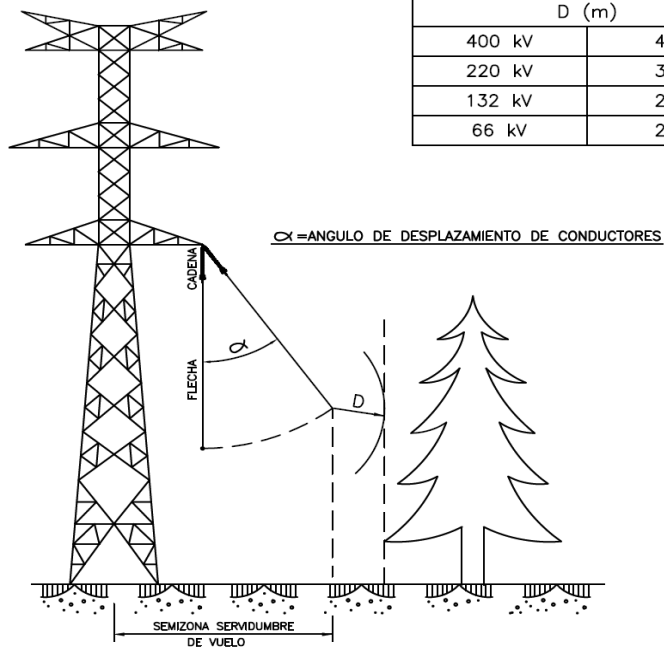 D (m)
400 kV 4
220 kV 3
132 kV 2
66 kV 2
α =ANGULO DE DESPLAZAMIENTO DE CONDUCTORES
CADENA
α
FLECHA
D
SEMIZONA SERVIDUMBRE
DE VUELO